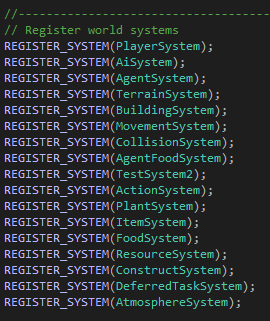 //-----------------------------------
// Register world systems
REGISTER_SYSTEM(PlayerSystem);
REGISTER_SYSTEM(AiSystem);
REGISTER_SYSTEM(AgentSystem);
REGISTER_SYSTEM(TerrainSystem);
REGISTER_SYSTEM(BuildingSystem);
REGISTER_SYSTEM(MovementSystem);
REGISTER_SYSTEM(CollisionSystem);
REGISTER_SYSTEM(AgentFoodSystem);
REGISTER_SYSTEM(TestSystem2);
REGISTER_SYSTEM(ActionSystem);
REGISTER_SYSTEM(PlantSystem);
REGISTER_SYSTEM(ItemSystem);
REGISTER_SYSTEM(FoodSystem);
REGISTER_SYSTEM(ResourceSystem);
REGISTER_SYSTEM(ConstructSystem);
REGISTER_SYSTEM(DeferredTaskSystem);
REGISTER_SYSTEM(AtmosphereSystem);